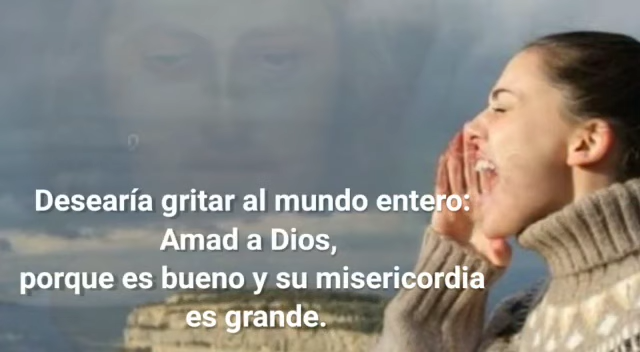 Desearía gritar al mundo entero:
Amad a Dios,
porque es bueno y su misericordia
es grande.